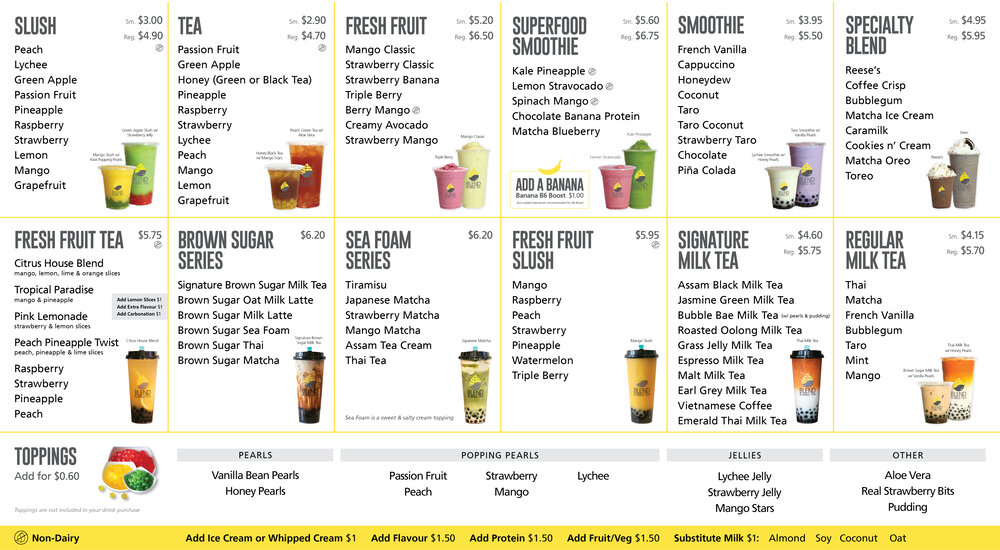 SLUSH
Sm. $3.00
Reg. $4.90
Peach
Lychee
Green Apple
Passion Fruit
Pineapple
Raspberry
Strawberry
Lemon
Mango
Grapefruit
Green Apple Slush w/
Strawberry Jelly
Mango Slush w/
Kiwi Popping Pearls
TEA
Sm. $2.90
Reg. $4.70
Passion Fruit
Green Apple
Honey (Green or Black Tea)
Pineapple
Raspberry
Strawberry
Lychee
Peach
Mango
Lemon
Grapefruit
Peach Green Tea w/
Aloe Vera
Honey Black Tea
w/ Mango Stars
FRESH FRUIT
Sm. $5.20
Reg. $6.50
Mango Classic
Strawberry Classic
Strawberry Banana
Triple Berry
Berry Mango
Creamy Avocado
Strawberry Mango
Mango Classic
Triple Berry
SUPERFOOD
SMOOTHIE
Sm. $5.60
Reg. $6.75
Kale Pineapple
Lemon Stravocado
Spinach Mango
Chocolate Banana Protein
Matcha Blueberry
Kale Pineapple
Lemon Stravocado
ADD A BANANA
Banana B6 Boost $1.00
SMOOTHIE
Sm. $3.95
Reg. $5.50
French Vanilla
Cappuccino
Honeydew
Coconut
Taro
Taro Coconut
Strawberry Taro
Chocolate
Piña Colada
Taro Smoothie w/
Vanilla Pearls
Lychee Smoothie w/
Honey Pearls
SPECIALTY
BLEND
Sm. $4.95
Reg. $5.95
Reese's
Coffee Crisp
Bubblegum
Matcha Ice Cream
Caramilk
Cookies n' Cream
Matcha Oreo
Toreo
Oreo
Reese's
FRESH FRUIT TEA
$5.75
Citrus House Blend
mango, lemon, lime & orange slices
Tropical Paradise
mango & pineapple
Pink Lemonade
strawberry & lemon slices
Peach Pineapple Twist
peach, pineapple & lime slices
Raspberry
Strawberry
Pineapple
Peach
Add Lemon Slices $1
Add Extra Flavour $1
Add Carbonation $1
Citrus House Blend
BROWN SUGAR
SERIES
$6.20
Signature Brown Sugar Milk Tea
Brown Sugar Oat Milk Latte
Brown Sugar Milk Latte
Brown Sugar Sea Foam
Brown Sugar Thai
Brown Sugar Matcha
Signature Brown
Sugar Milk Tea
SEA FOAM
SERIES
$6.20
Tiramisu
Japanese Matcha
Strawberry Matcha
Mango Matcha
Assam Tea Cream
Thai Tea
Japanese Matcha
Sea Foam is a sweet & salty cream topping
FRESH FRUIT
SLUSH
$5.95
Mango
Raspberry
Peach
Strawberry
Pineapple
Watermelon
Triple Berry
Mango Slush
SIGNATURE
MILK TEA
Sm. $4.60
Reg. $5.75
Assam Black Milk Tea
Jasmine Green Milk Tea
Bubble Bae Milk Tea (w/ pearls & pudding)
Roasted Oolong Milk Tea
Grass Jelly Milk Tea
Espresso Milk Tea
Malt Milk Tea
Earl Grey Milk Tea
Vietnamese Coffee
Emerald Thai Milk Tea
Thai Milk Tea
REGULAR
MILK TEA
Sm. $4.15
Reg. $5.70
Thai
Matcha
French Vanilla
Bubblegum
Taro
Mint
Mango
Thai Milk Tea
w/ Honey Pearls
Brown Sugar Milk Tea
w/ Vanilla Pearls
TOPPINGS
Add for $0.60
Toppings are not included in your drink purchase
PEARLS
Vanilla Bean Pearls
Honey Pearls
POPPING PEARLS
Passion Fruit Strawberry Lychee
Peach Mango
JELLIES
Lychee Jelly
Strawberry Jelly
Mango Stars
OTHER
Aloe Vera
Real Strawberry Bits
Pudding
Non-Dairy Add Ice Cream or Whipped Cream $1 Add Flavour $1.50 Add Protein $1.50 Add Fruit/Veg $1.50 Substitute Milk $1: Almond Soy Coconut Oat